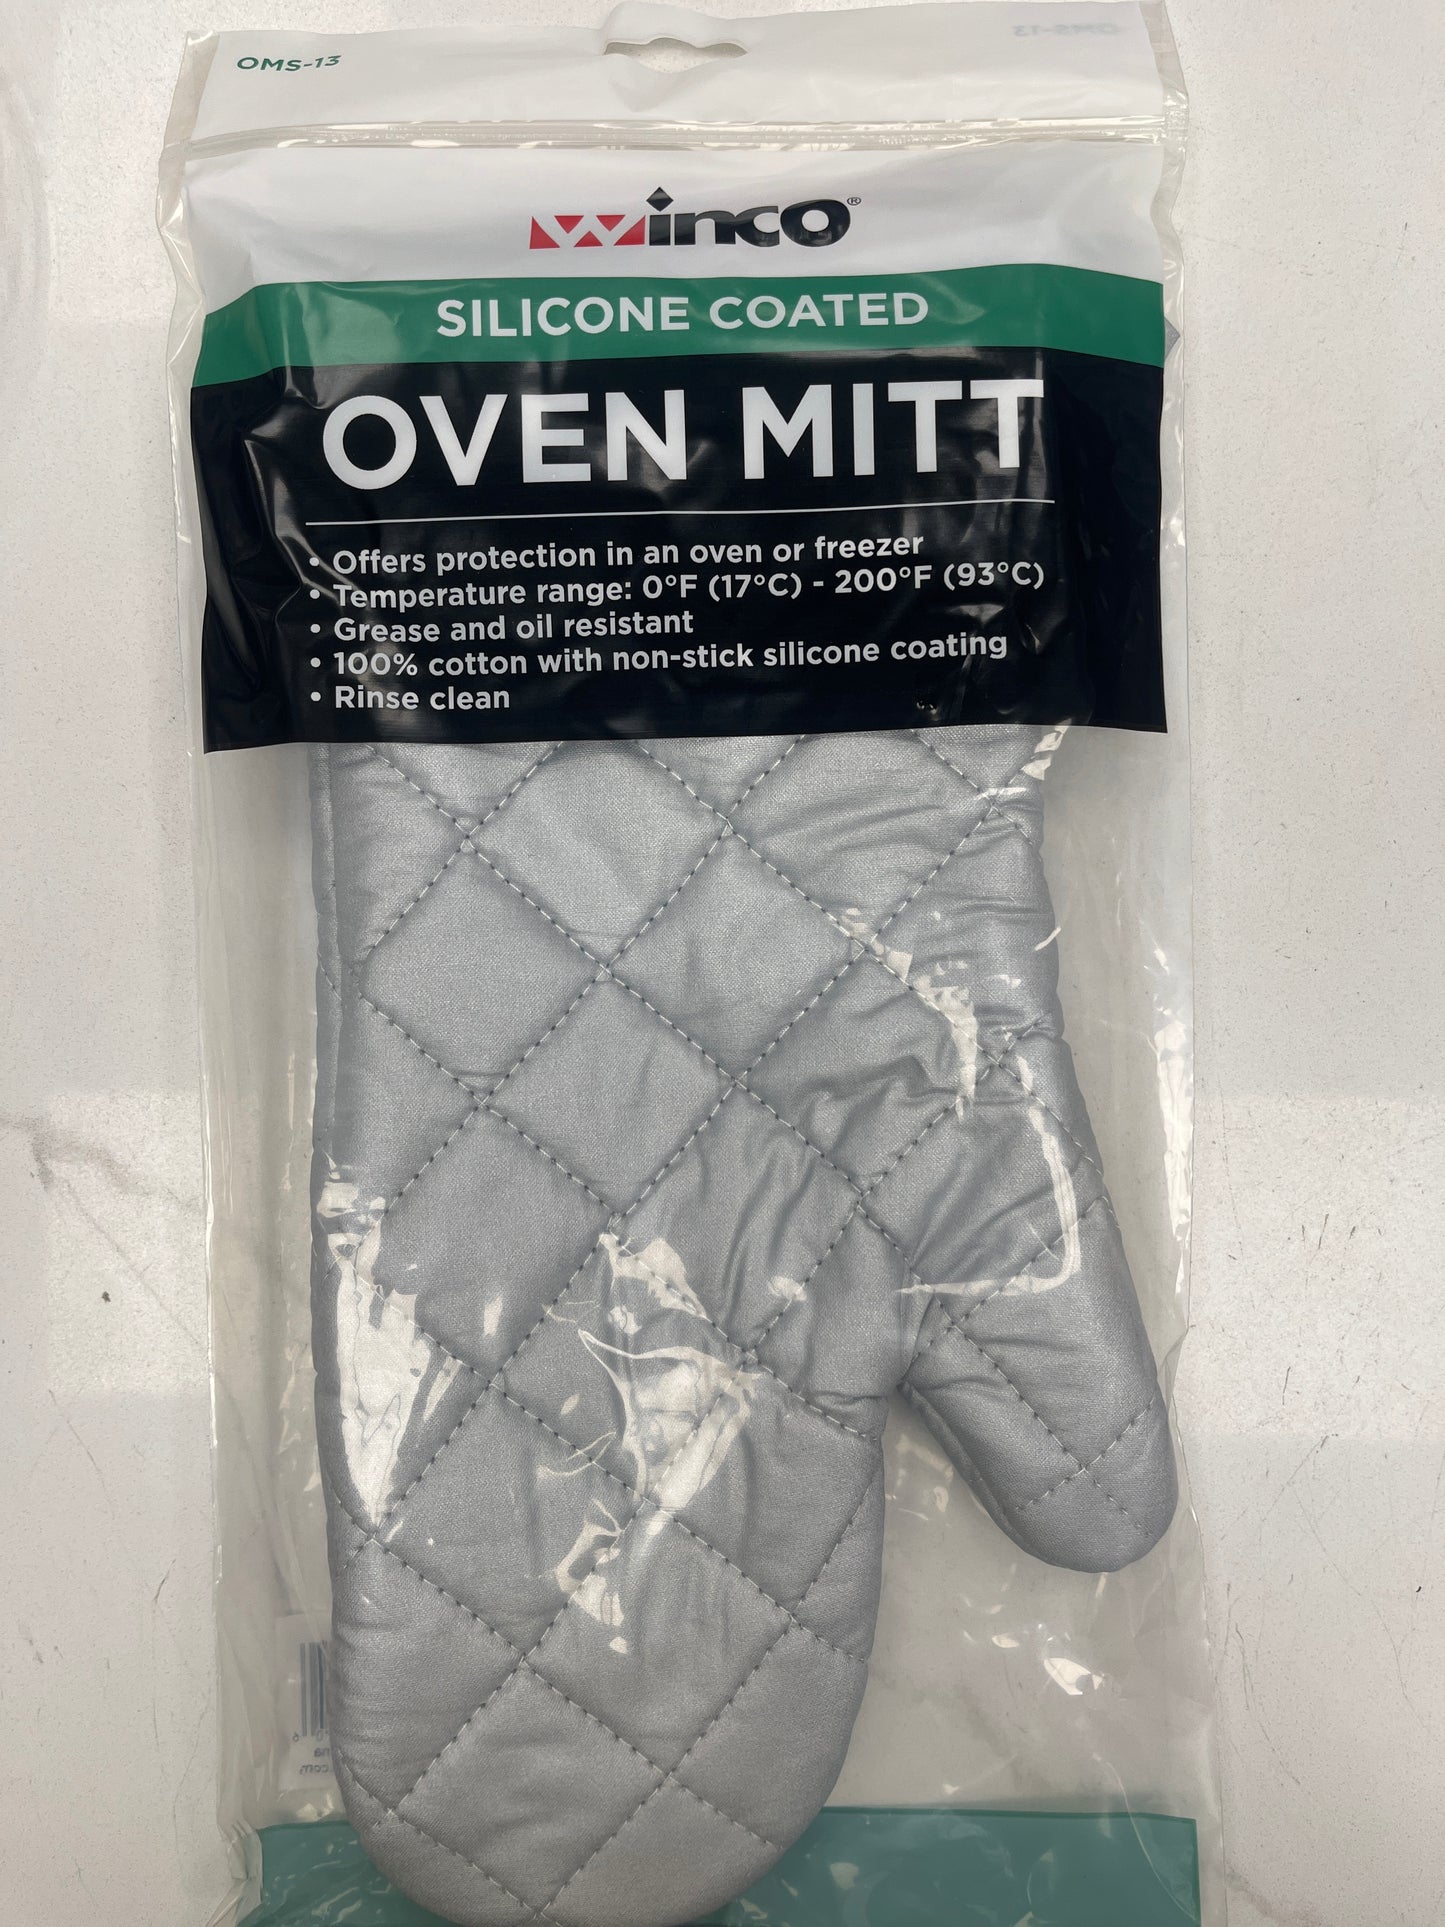 OMS-13
winco®
SILICONE COATED
OVEN MITT
• Offers protection in an oven or freezer
• Temperature range: 0°F (17°C) - 200°F (93°C)
• Grease and oil resistant
• 100% cotton with non-stick silicone coating
• Rinse clean